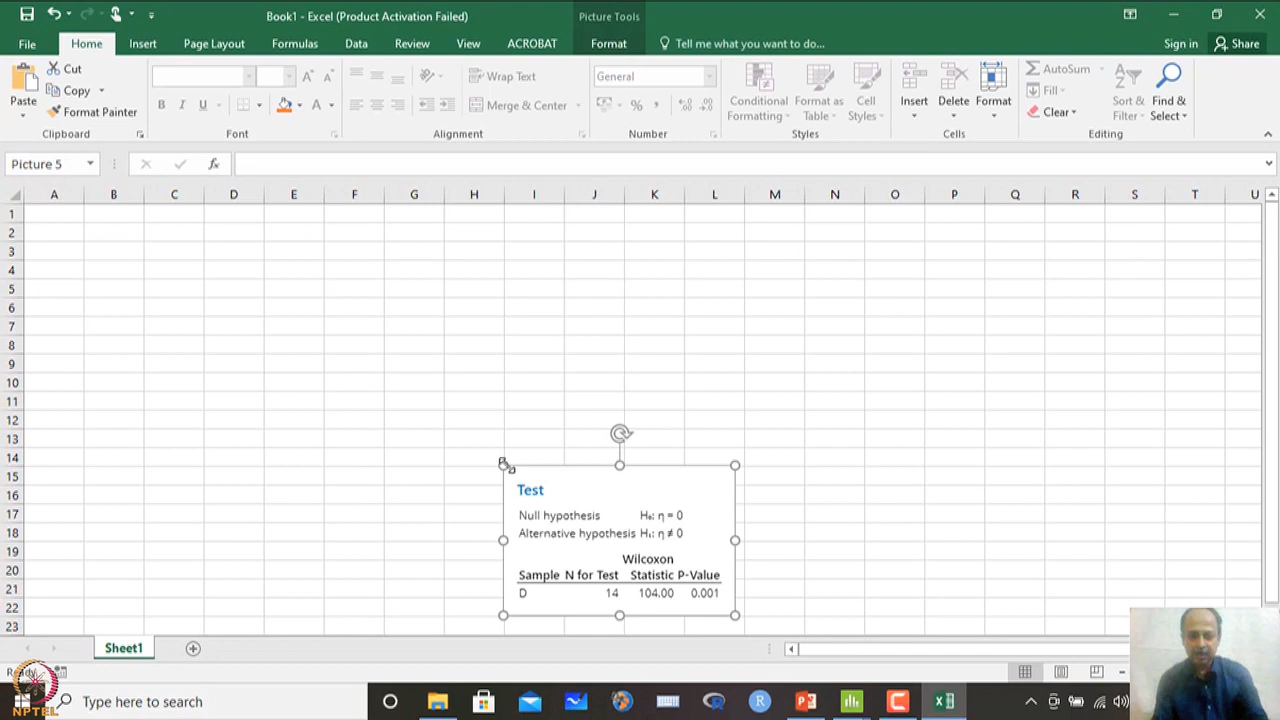 Book1 - Excel (Product Activation Failed)
Picture Tools
File Home Insert Page Layout Formulas Data Review View ACROBAT Format Tell me what you want to do... Sign in Share
Paste
Cut
Copy
Format Painter
Clipboard
Font
Wrap Text
Merge & Center
Alignment
General
Number
Conditional Formatting
Format as Table
Cell Styles
Styles
Insert
Delete
Format
Cells
AutoSum
Fill
Clear
Sort & Filter
Find & Select
Editing
Picture 5
fx
A B C D E F G H I J K L M N O P Q R S T U
1
2
3
4
5
6
7
8
9
10
11
12
13
14
15
16
17
18
19
20
21
22
23
Test
Null hypothesis H₀: η = 0
Alternative hypothesis H₁: η ≠ 0
Wilcoxon
Sample N for Test Statistic P-Value
D 14 104.00 0.001
Sheet1
Ready
Type here to search
NPTEL